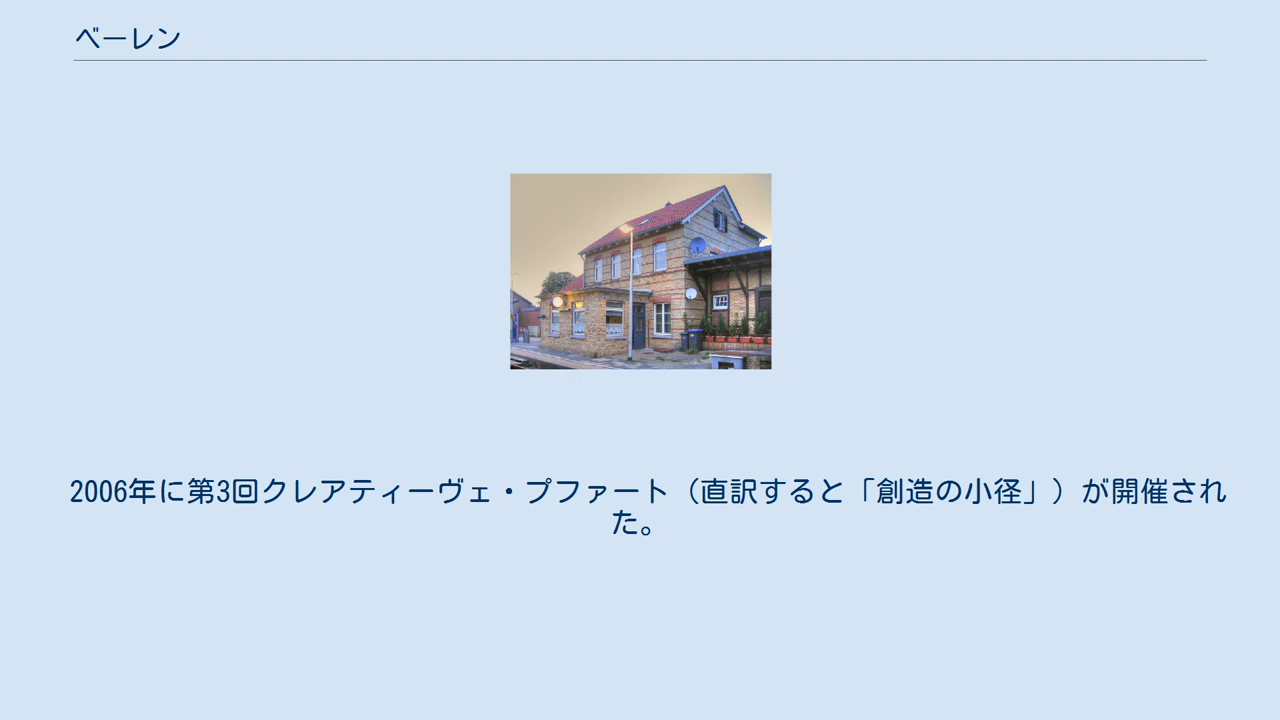 ベーレン
2006年に第3回クレアティーヴェ・プファート（直訳すると「創造の小径」）が開催され
た。